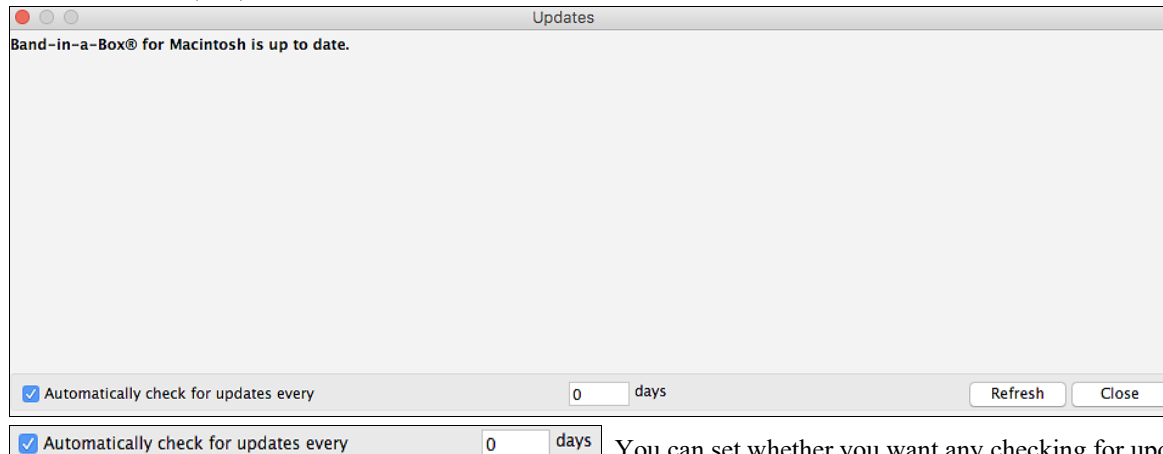 Updates
Band-in-a-Box® for Macintosh is up to date.
Automatically check for updates every 0 days Refresh Close
Automatically check for updates every 0 days You can set whether you want any checking for